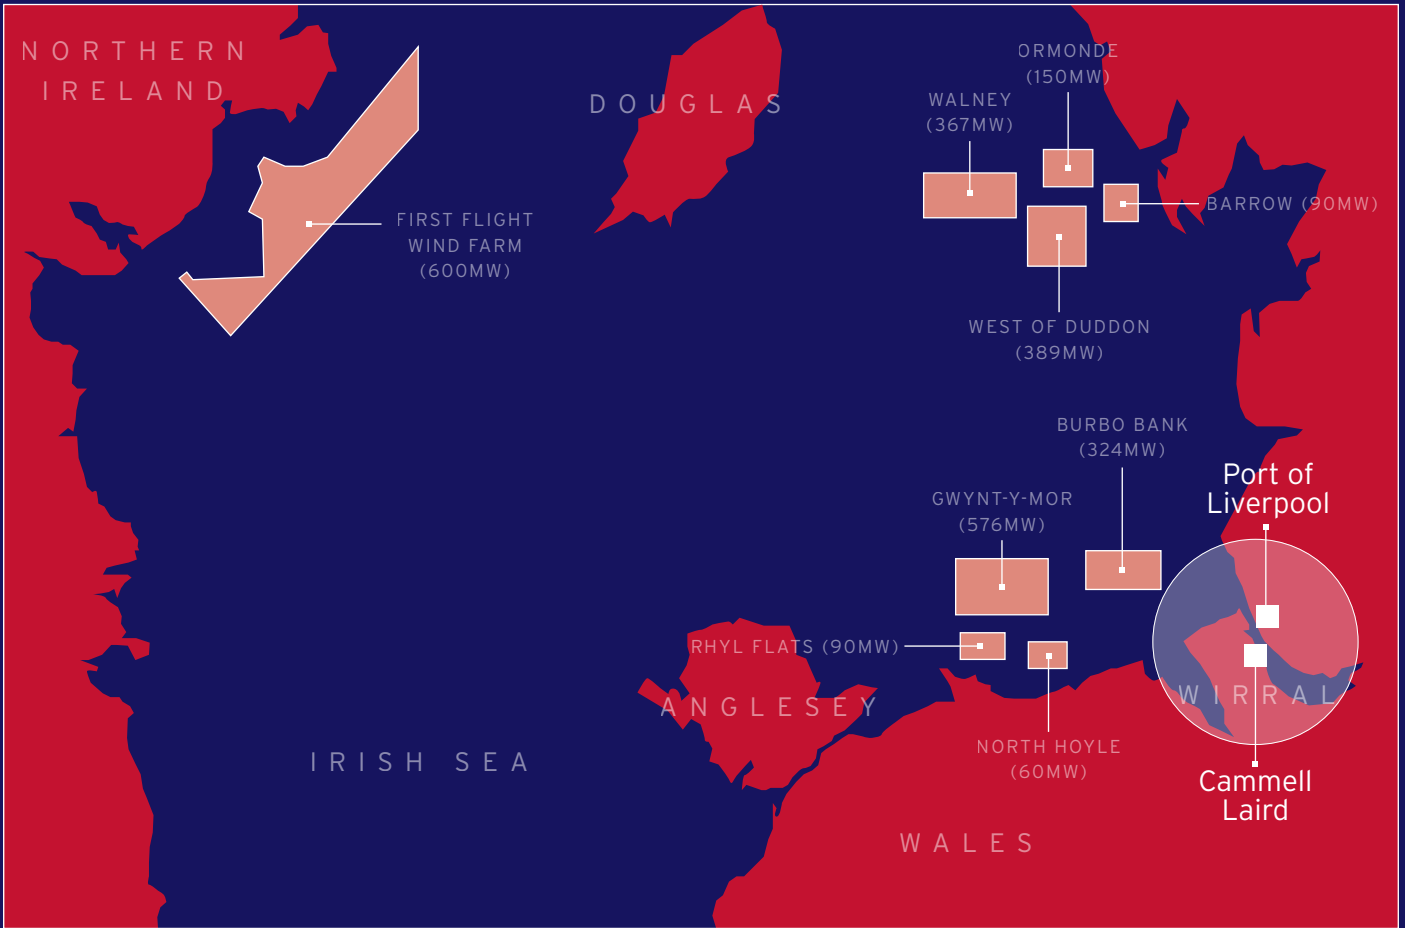 NORTHERN
IRELAND
DOUGLAS
ORMONDE
(150MW)
WALNEY
(367MW)
BARROW (90MW)
FIRST FLIGHT
WIND FARM
(600MW)
WEST OF DUDDON
(389MW)
BURBO BANK
(324MW)
Port of
Liverpool
GWYNT-Y-MOR
(576MW)
RHYL FLATS (90MW)
ANGLESEY
WIRRAL
NORTH HOYLE
(60MW)
IRISH SEA
Cammell
Laird
WALES